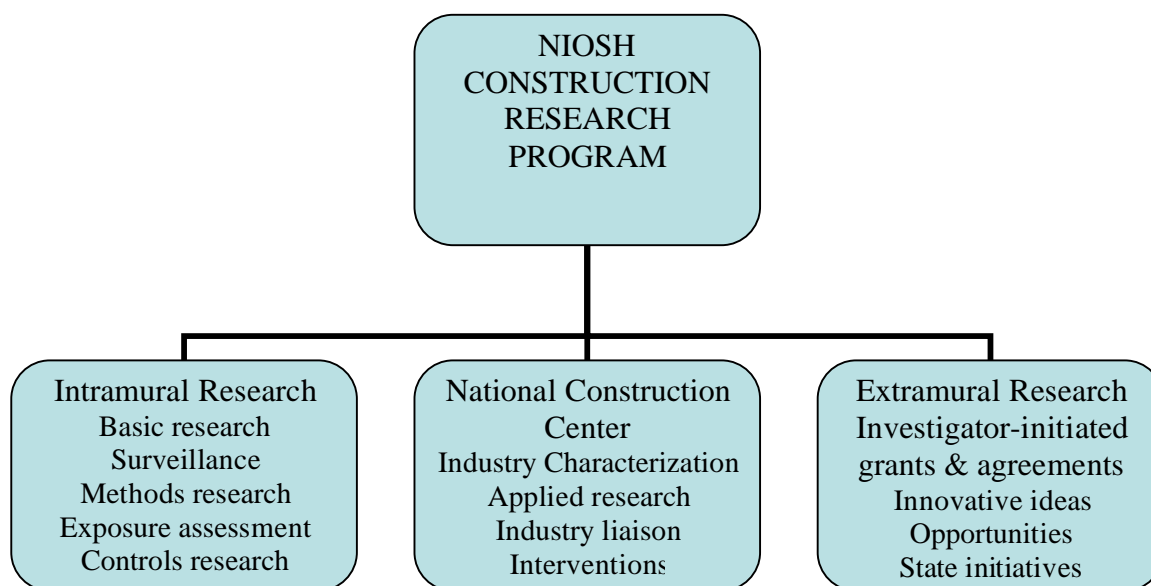 NIOSH
CONSTRUCTION
RESEARCH
PROGRAM
Intramural Research
Basic research
Surveillance
Methods research
Exposure assessment
Controls research
National Construction
Center
Industry Characterization
Applied research
Industry liaison
Interventions
Extramural Research
Investigator-initiated
grants & agreements
Innovative ideas
Opportunities
State initiatives